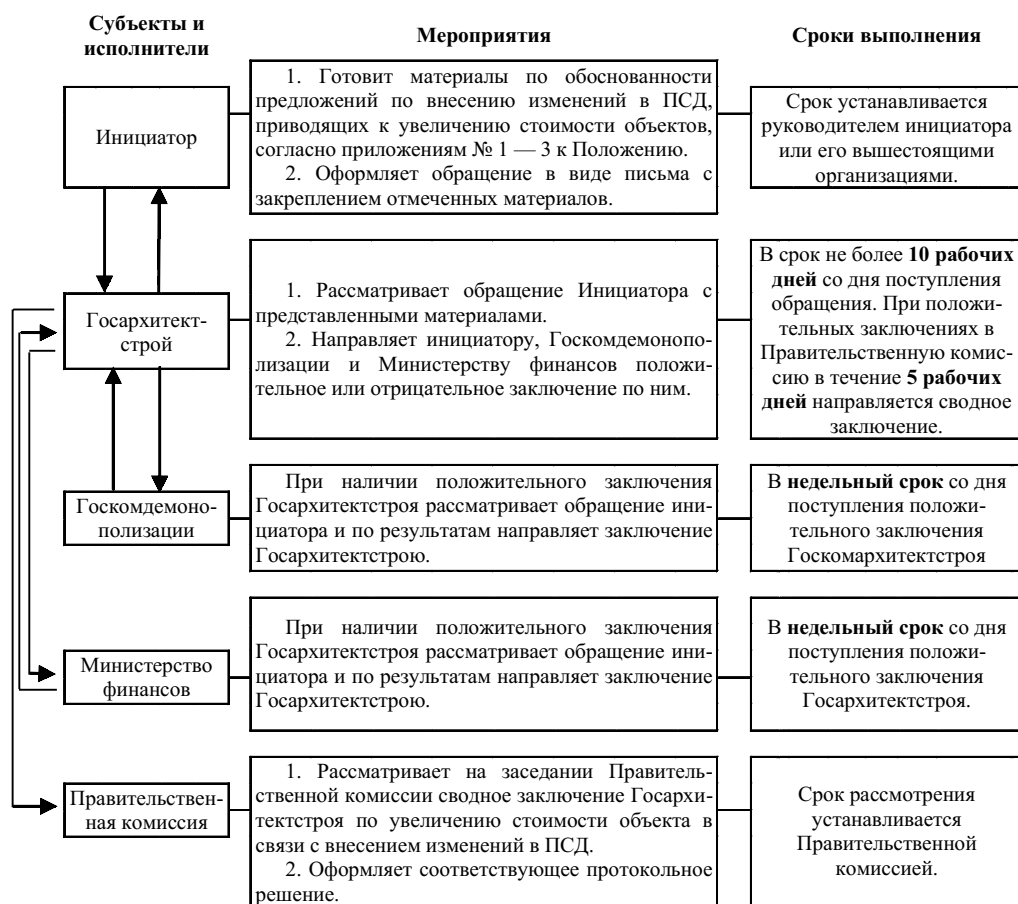 Субъекты и
исполнители
Мероприятия
Сроки выполнения
Инициатор
1. Готовит материалы по обоснованности
предложений по внесению изменений в ПСД,
приводящих к увеличению стоимости объектов,
согласно приложениям № 1 — 3 к Положению.
2. Оформляет обращение в виде письма с
закреплением отмеченных материалов.
Срок устанавливается
руководителем инициатора
или его вышестоящими
организациями.
Госархитект-
строй
1. Рассматривает обращение Инициатора с
представленными материалами.
2. Направляет инициатору, Госкомдемонопо-
лизации и Министерству финансов положи-
тельное или отрицательное заключение по ним.
В срок не более 10 рабочих
дней со дня поступления
обращения. При положи-
тельных заключениях в
Правительственную комис-
сию в течение 5 рабочих
дней направляется сводное
заключение.
Госкомдемоно-
полизации
При наличии положительного заключения
Госархитектстроя рассматривает обращение ини-
циатора и по результатам направляет заключение
Госархитектстрою.
В недельный срок со дня
поступления положи-
тельного заключения
Госкомархитектстроя
Министерство
финансов
При наличии положительного заключения
Госархитектстроя рассматривает обращение ини-
циатора и по результатам направляет заключение
Госархитектстрою.
В недельный срок со дня
поступления положи-
тельного заключения
Госархитектстроя.
Правительствен-
ная комиссия
1. Рассматривает на заседании Правитель-
ственной комиссии сводное заключение Госархи-
тектстроя по увеличению стоимости объекта в
связи с внесением изменений в ПСД.
2. Оформляет соответствующее протокольное
решение.
Срок рассмотрения
устанавливается
Правительственной
комиссией.